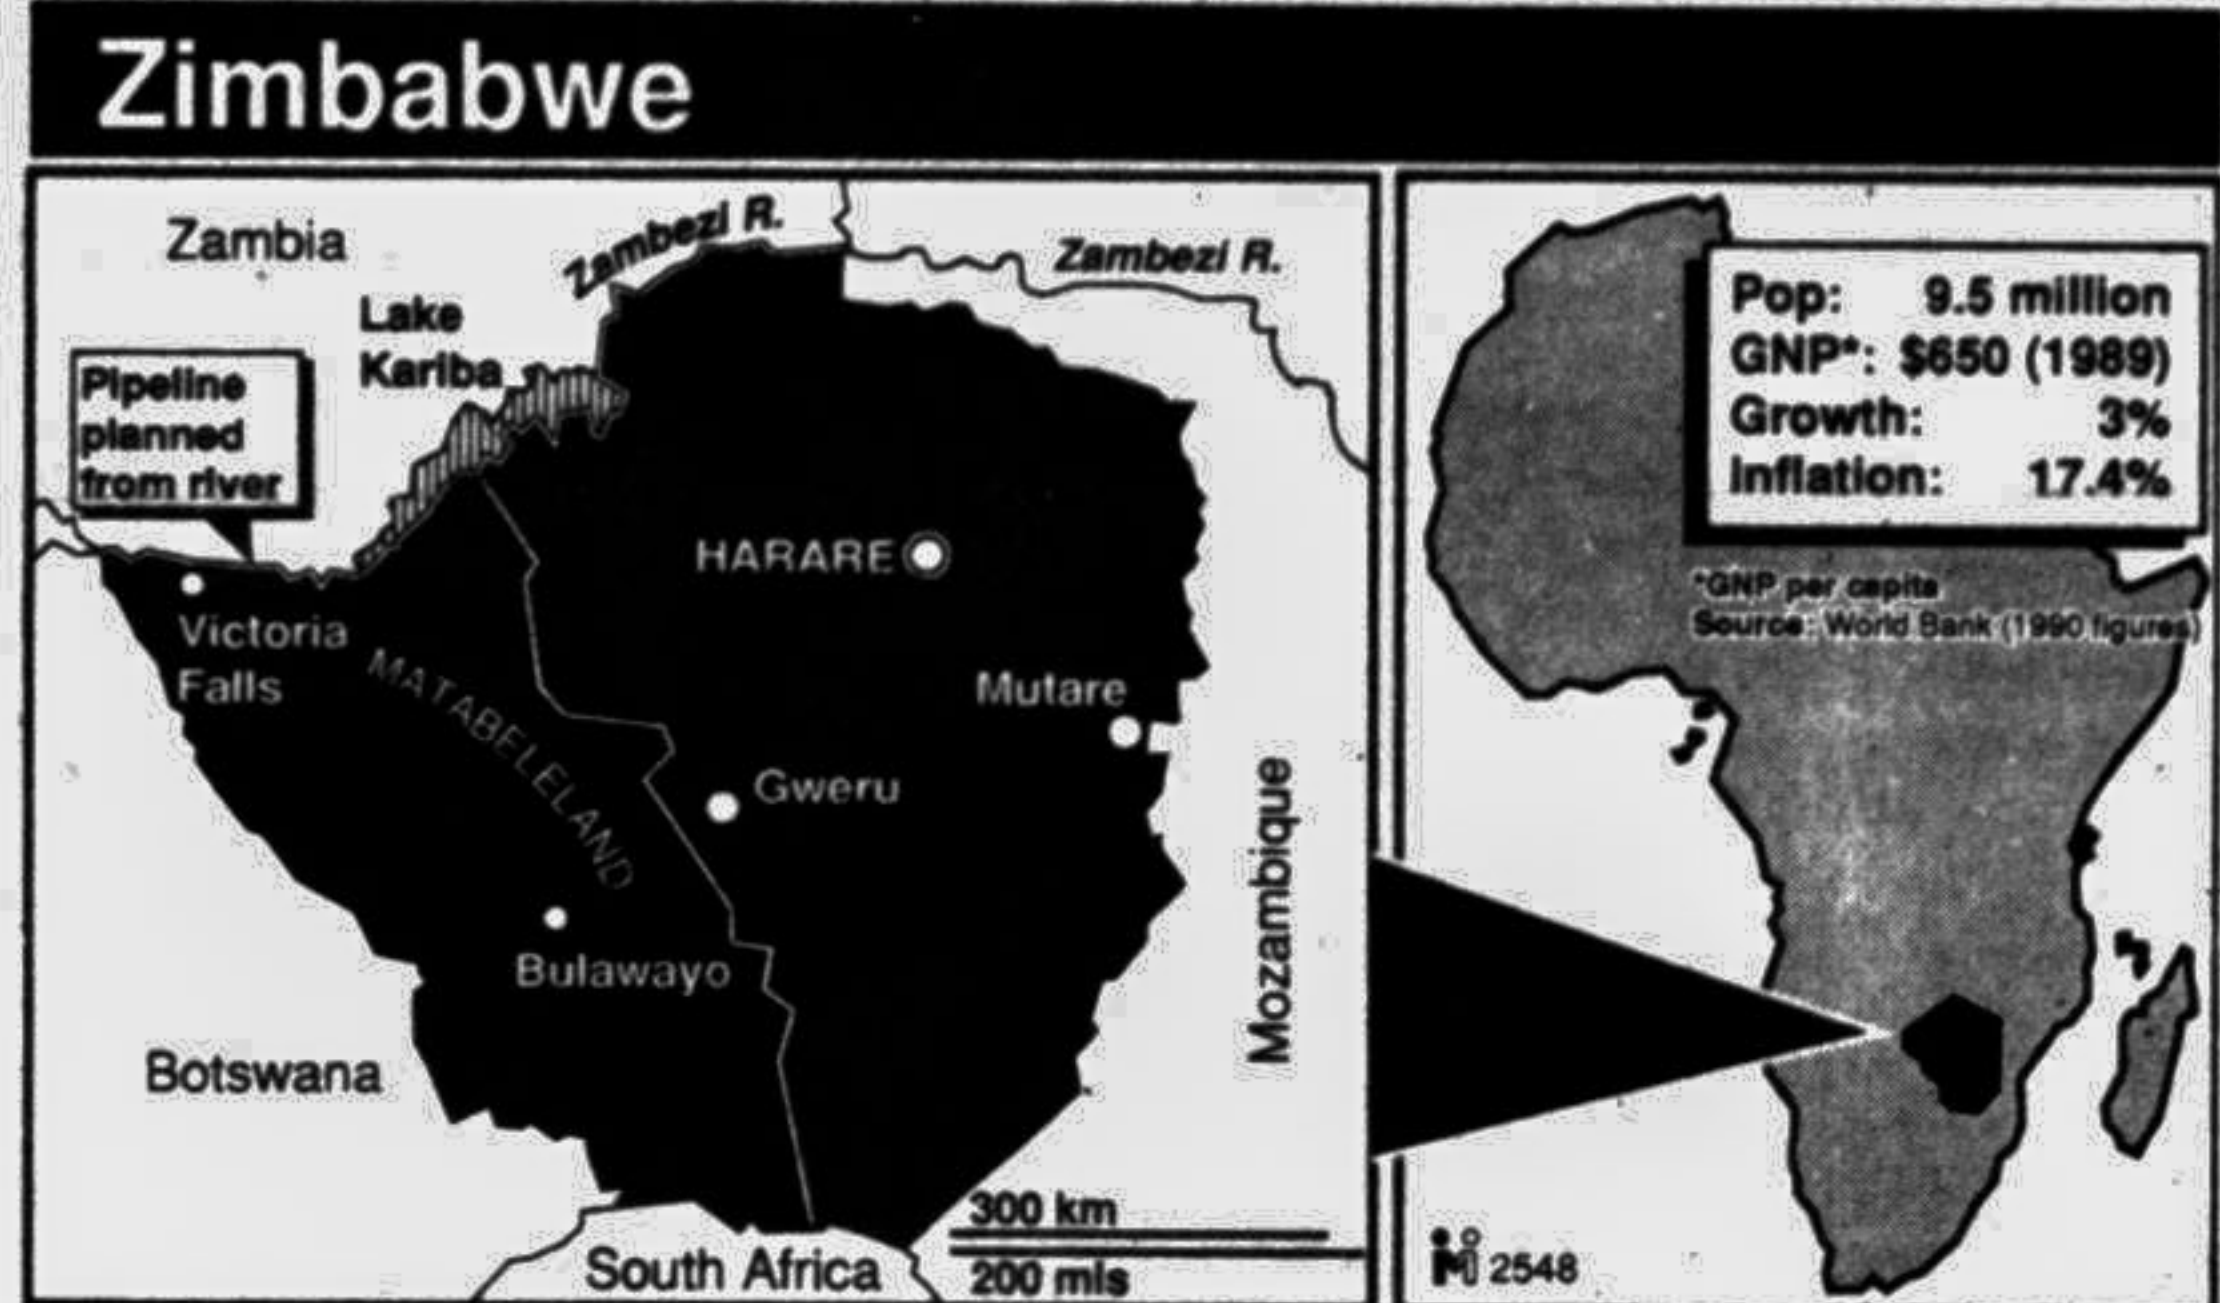 Zimbabwe
Zambia
Zambezi R.
Zambezi R.
Lake
Kariba
Pipeline
planned
from river
HARARE
Victoria
Falls
MATABELELAND
Mutare
Gweru
Bulawayo
Mozambique
Botswana
South Africa
300 km
200 mls
Pop: 9.5 million
GNP*: $650 (1989)
Growth: 3%
Inflation: 17.4%
*GNP per capita
Source: World Bank (1990 figures)
2548